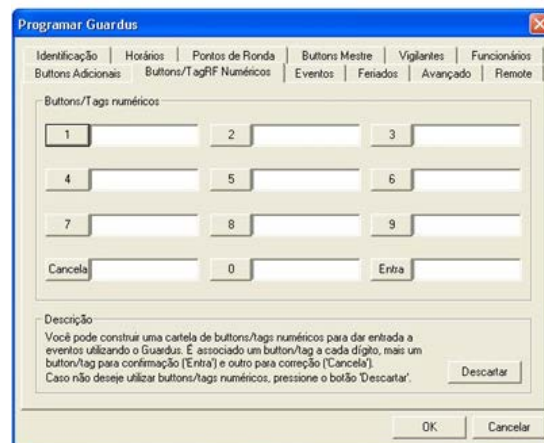 Programar Guardus
Identificação Horários Pontos de Ronda Buttons Mestre Vigilantes Funcionários
Buttons Adicionais Buttons/TagRF Numéricos Eventos Feriados Avançado Remote
Buttons/Tags numéricos
1 2 3
4 5 6
7 8 9
Cancela 0 Entra
Descrição
Você pode construir uma cartela de buttons/tags numéricos para dar entrada a
eventos utilizando o Guardus. É associado um button/tag a cada dígito, mais um
button/tag para confirmação ('Entra') e outro para correção ('Cancela').
Caso não deseje utilizar buttons/tags numéricos, pressione o botão 'Descartar'.
Descartar
OK Cancelar